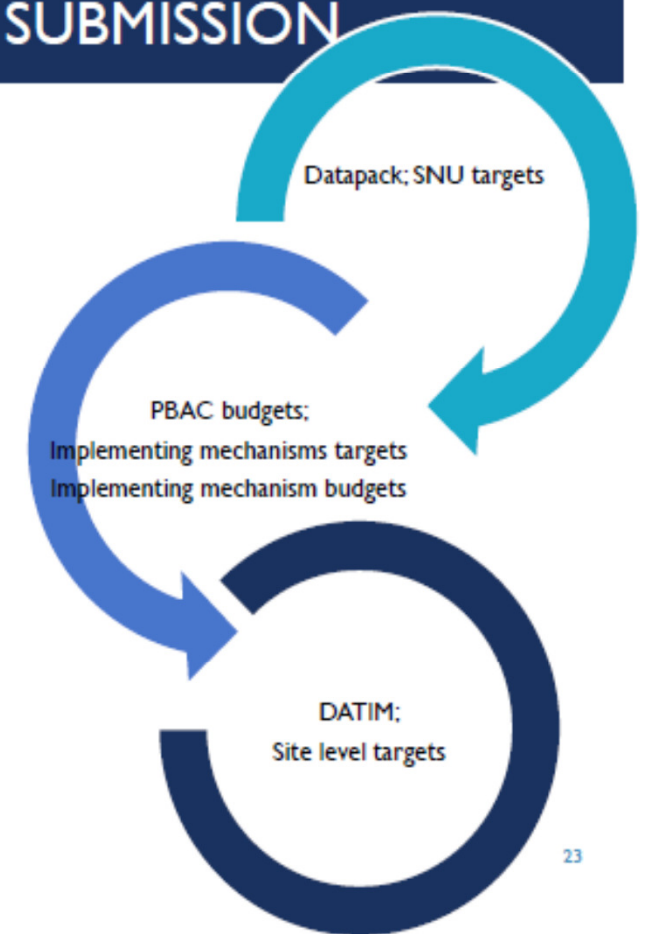 SUBMISSION
Datapack; SNU targets
PBAC budgets;
Implementing mechanisms targets
Implementing mechanism budgets
DATIM;
Site level targets
23